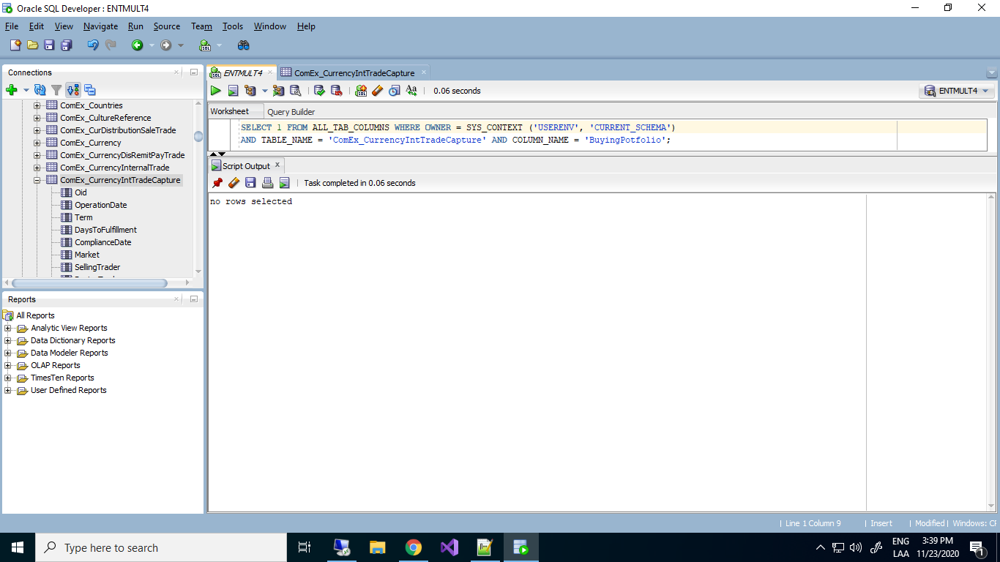 Oracle SQL Developer : ENTMULT4
File Edit View Navigate Run Source Team Tools Window Help
Connections
ComEx_Countries
ComEx_CultureReference
ComEx_CurDistributionSaleTrade
ComEx_Currency
ComEx_CurrencyDisRemitPayTrade
ComEx_CurrencyInternalTrade
ComEx_CurrencyIntTradeCapture
Oid
OperationDate
Term
DaysToFulfillment
ComplianceDate
Market
SellingTrader
Reports
All Reports
Analytic View Reports
Data Dictionary Reports
Data Modeler Reports
OLAP Reports
TimesTen Reports
User Defined Reports
ENTMULT4 ComEx_CurrencyIntTradeCapture
0.06 seconds
ENTMULT4
Worksheet Query Builder
SELECT 1 FROM ALL_TAB_COLUMNS WHERE OWNER = SYS_CONTEXT ('USERENV', 'CURRENT_SCHEMA')
AND TABLE_NAME = 'ComEx_CurrencyIntTradeCapture' AND COLUMN_NAME = 'BuyingPotfolio';
Script Output x
Task completed in 0.06 seconds
no rows selected
Line 1 Column 9 Insert Modified Windows: CF
Type here to search
ENG
LAA
3:39 PM
11/23/2020
1